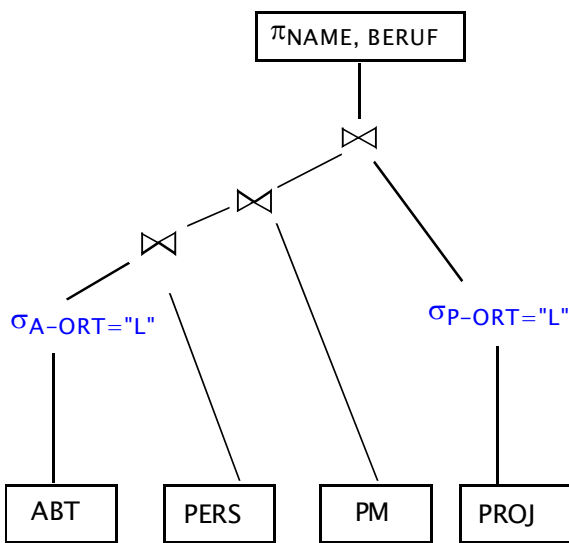 πNAME, BERUF
⋈
⋈
⋈
σA-ORT="L"
σP-ORT="L"
ABT
PERS
PM
PROJ